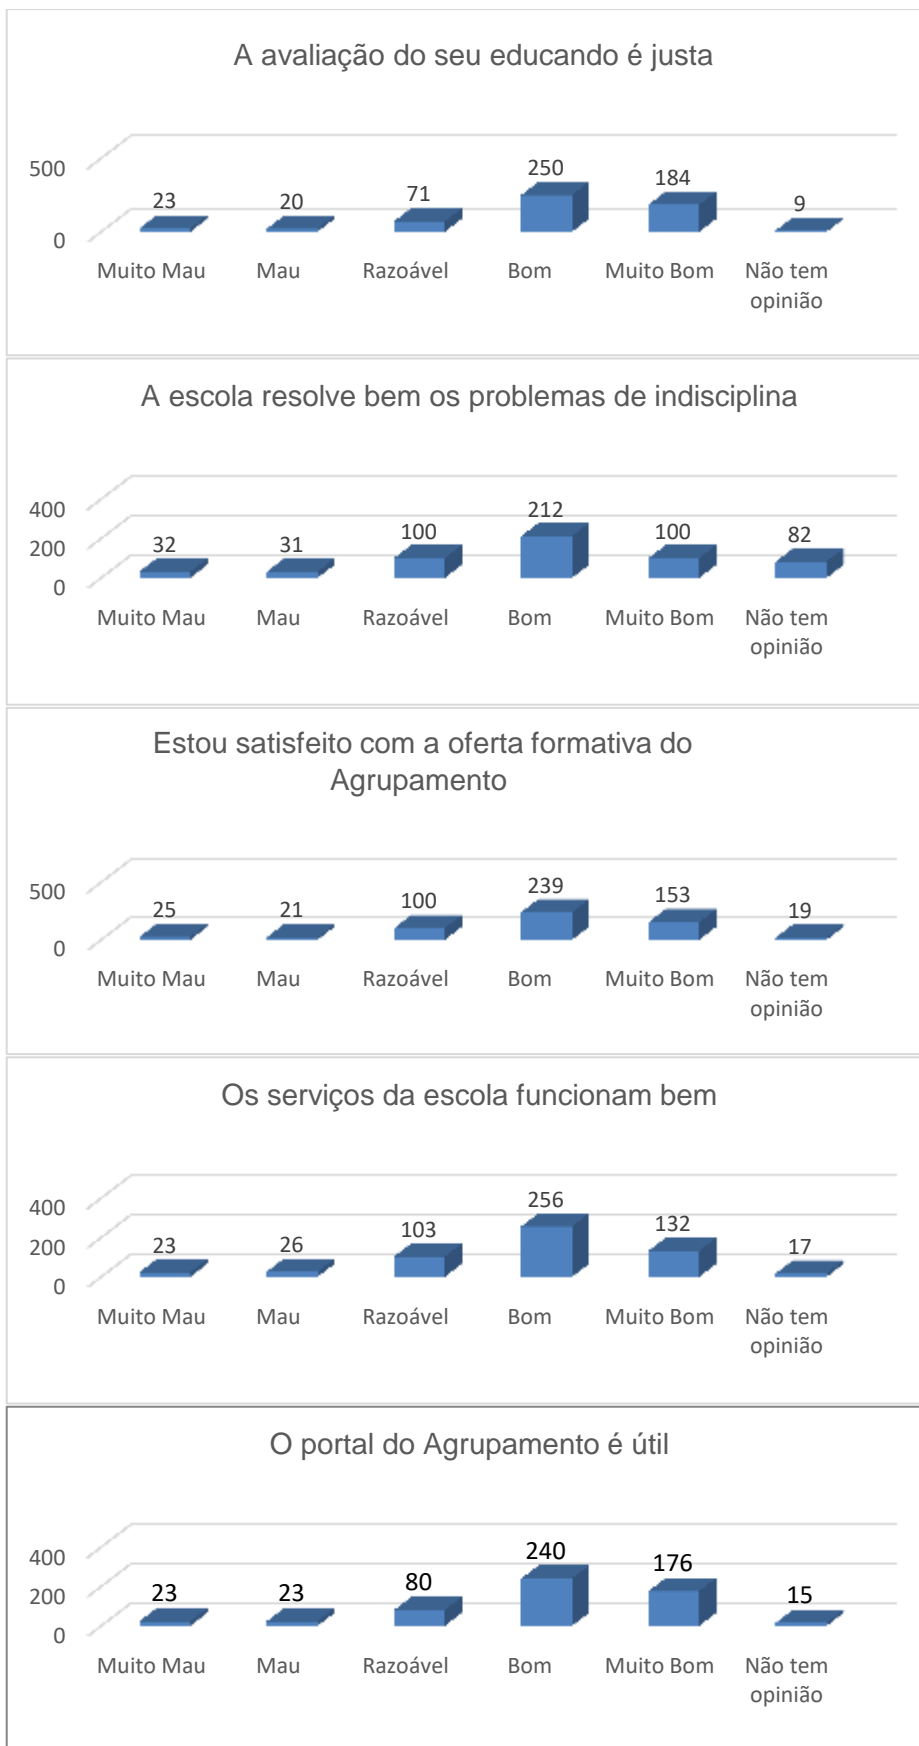 A avaliação do seu educando é justa
500
0
23
20
71
250
184
9
Muito Mau
Mau
Razoável
Bom
Muito Bom
Não tem
opinião
A escola resolve bem os problemas de indisciplina
400
200
0
32
31
100
212
100
82
Muito Mau
Mau
Razoável
Bom
Muito Bom
Não tem
opinião
Estou satisfeito com a oferta formativa do
Agrupamento
500
0
25
21
100
239
153
19
Muito Mau
Mau
Razoável
Bom
Muito Bom
Não tem
opinião
Os serviços da escola funcionam bem
400
200
0
23
26
103
256
132
17
Muito Mau
Mau
Razoável
Bom
Muito Bom
Não tem
opinião
O portal do Agrupamento é útil
400
200
0
23
23
80
240
176
15
Muito Mau
Mau
Razoável
Bom
Muito Bom
Não tem
opinião